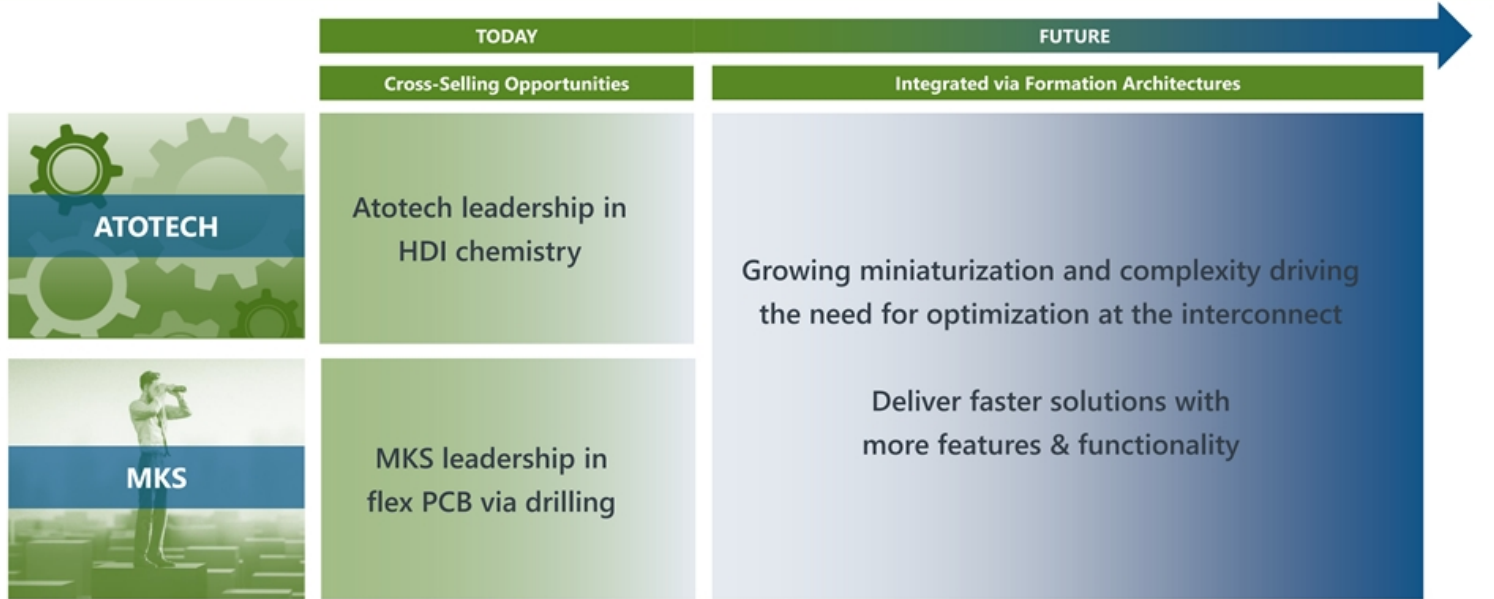 TODAY
FUTURE
Cross-Selling Opportunities
Integrated via Formation Architectures
ATOTECH
Atotech leadership in
HDI chemistry
Growing miniaturization and complexity driving
the need for optimization at the interconnect
Deliver faster solutions with
more features & functionality
MKS
MKS leadership in
flex PCB via drilling